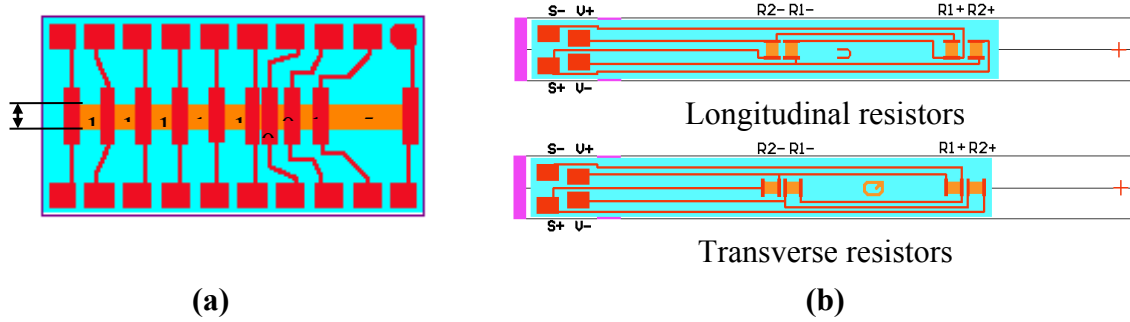 S- V+ R2- R1- R1+ R2+
S+ V-
Longitudinal resistors
S- V+ R2- R1- R1+ R2+
S+ V-
Transverse resistors
(a) (b)